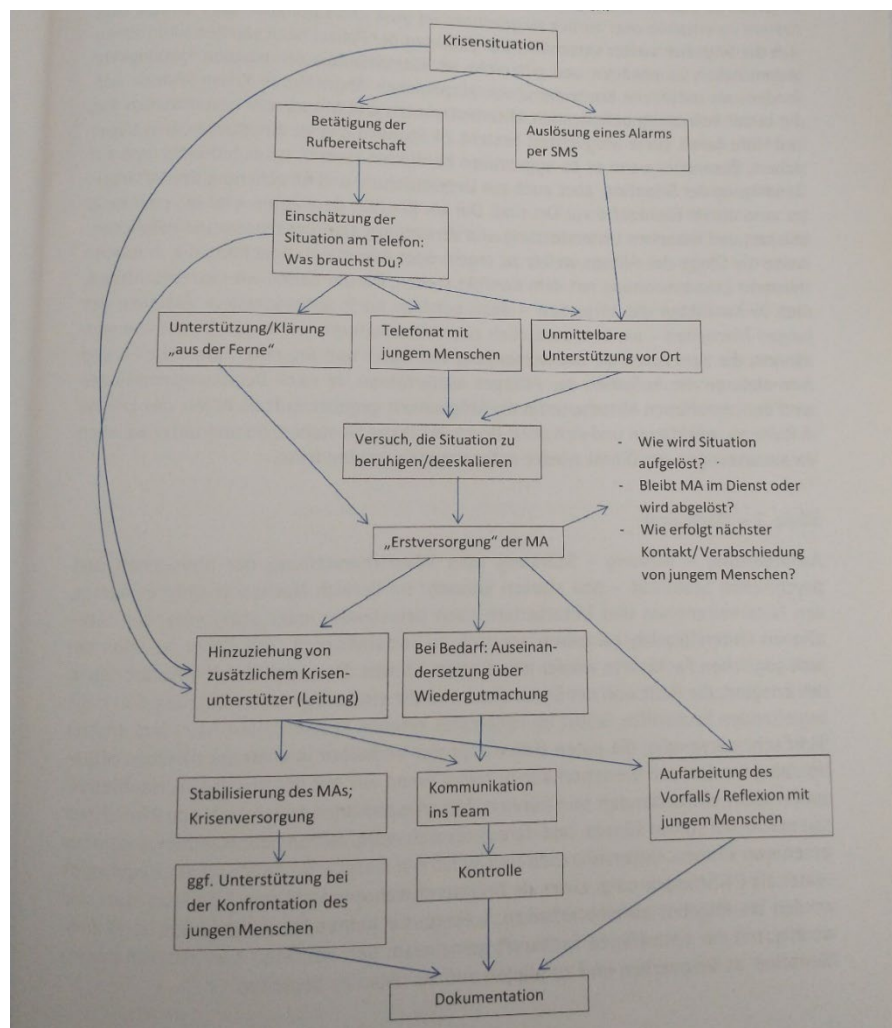 Krisensituation
Betätigung der
Rufbereitschaft
Auslösung eines Alarms
per SMS
Einschätzung der
Situation am Telefon:
Was brauchst Du?
Unterstützung/Klärung
„aus der Ferne“
Telefonat mit
jungem Menschen
Unmittelbare
Unterstützung vor Ort
Versuch, die Situation zu
beruhigen/deeskalieren
- Wie wird Situation
aufgelöst?
- Bleibt MA im Dienst oder
wird abgelöst?
- Wie erfolgt nächster
Kontakt/ Verabschiedung
von jungem Menschen?
„Erstversorgung“ der MA
Hinzuziehung von
zusätzlichem Krisen-
unterstützer (Leitung)
Bei Bedarf: Auseinan-
dersetzung über
Wiedergutmachung
Stabilisierung des MAs;
Krisenversorgung
Kommunikation
ins Team
Aufarbeitung des
Vorfalls / Reflexion mit
jungem Menschen
ggf. Unterstützung bei
der Konfrontation des
jungen Menschen
Kontrolle
Dokumentation